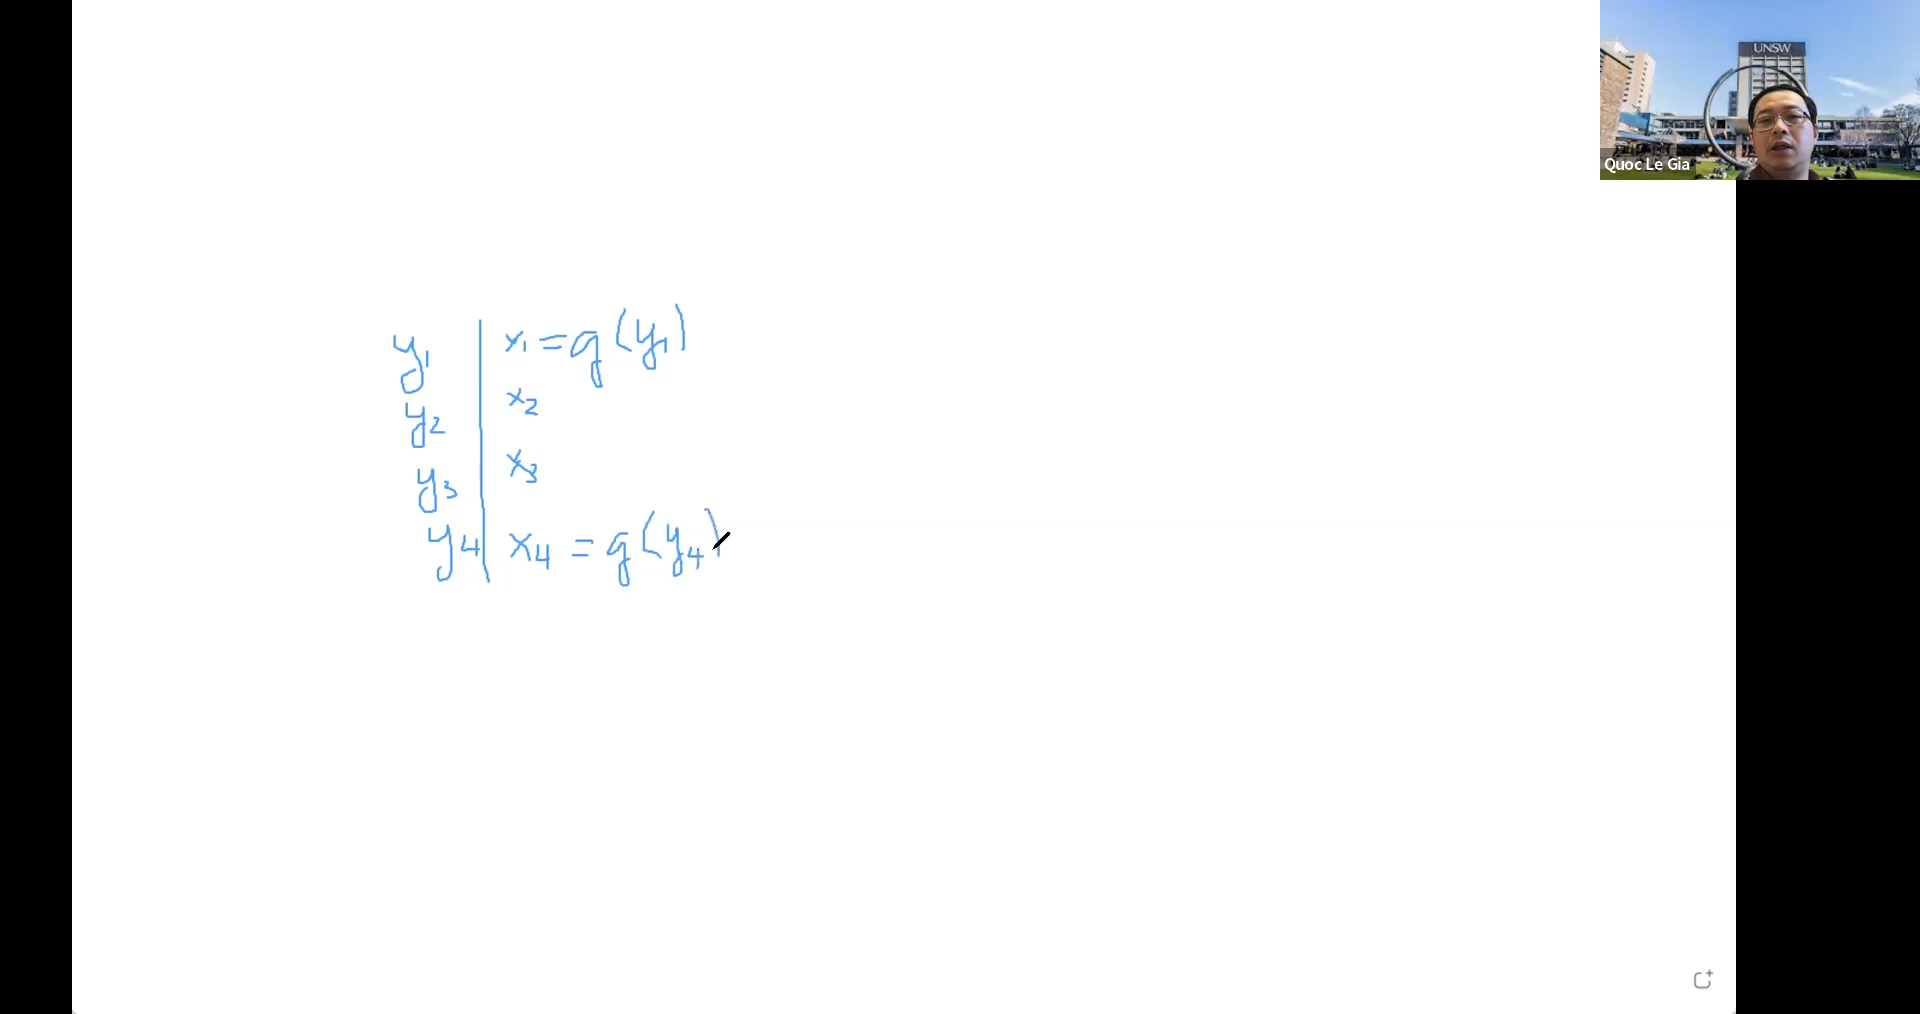 UNSW
Quoc Le Gia
y1 | x1 = g(y1)
y2 | x2
y3 | x3
y4 | x4 = g(y4)